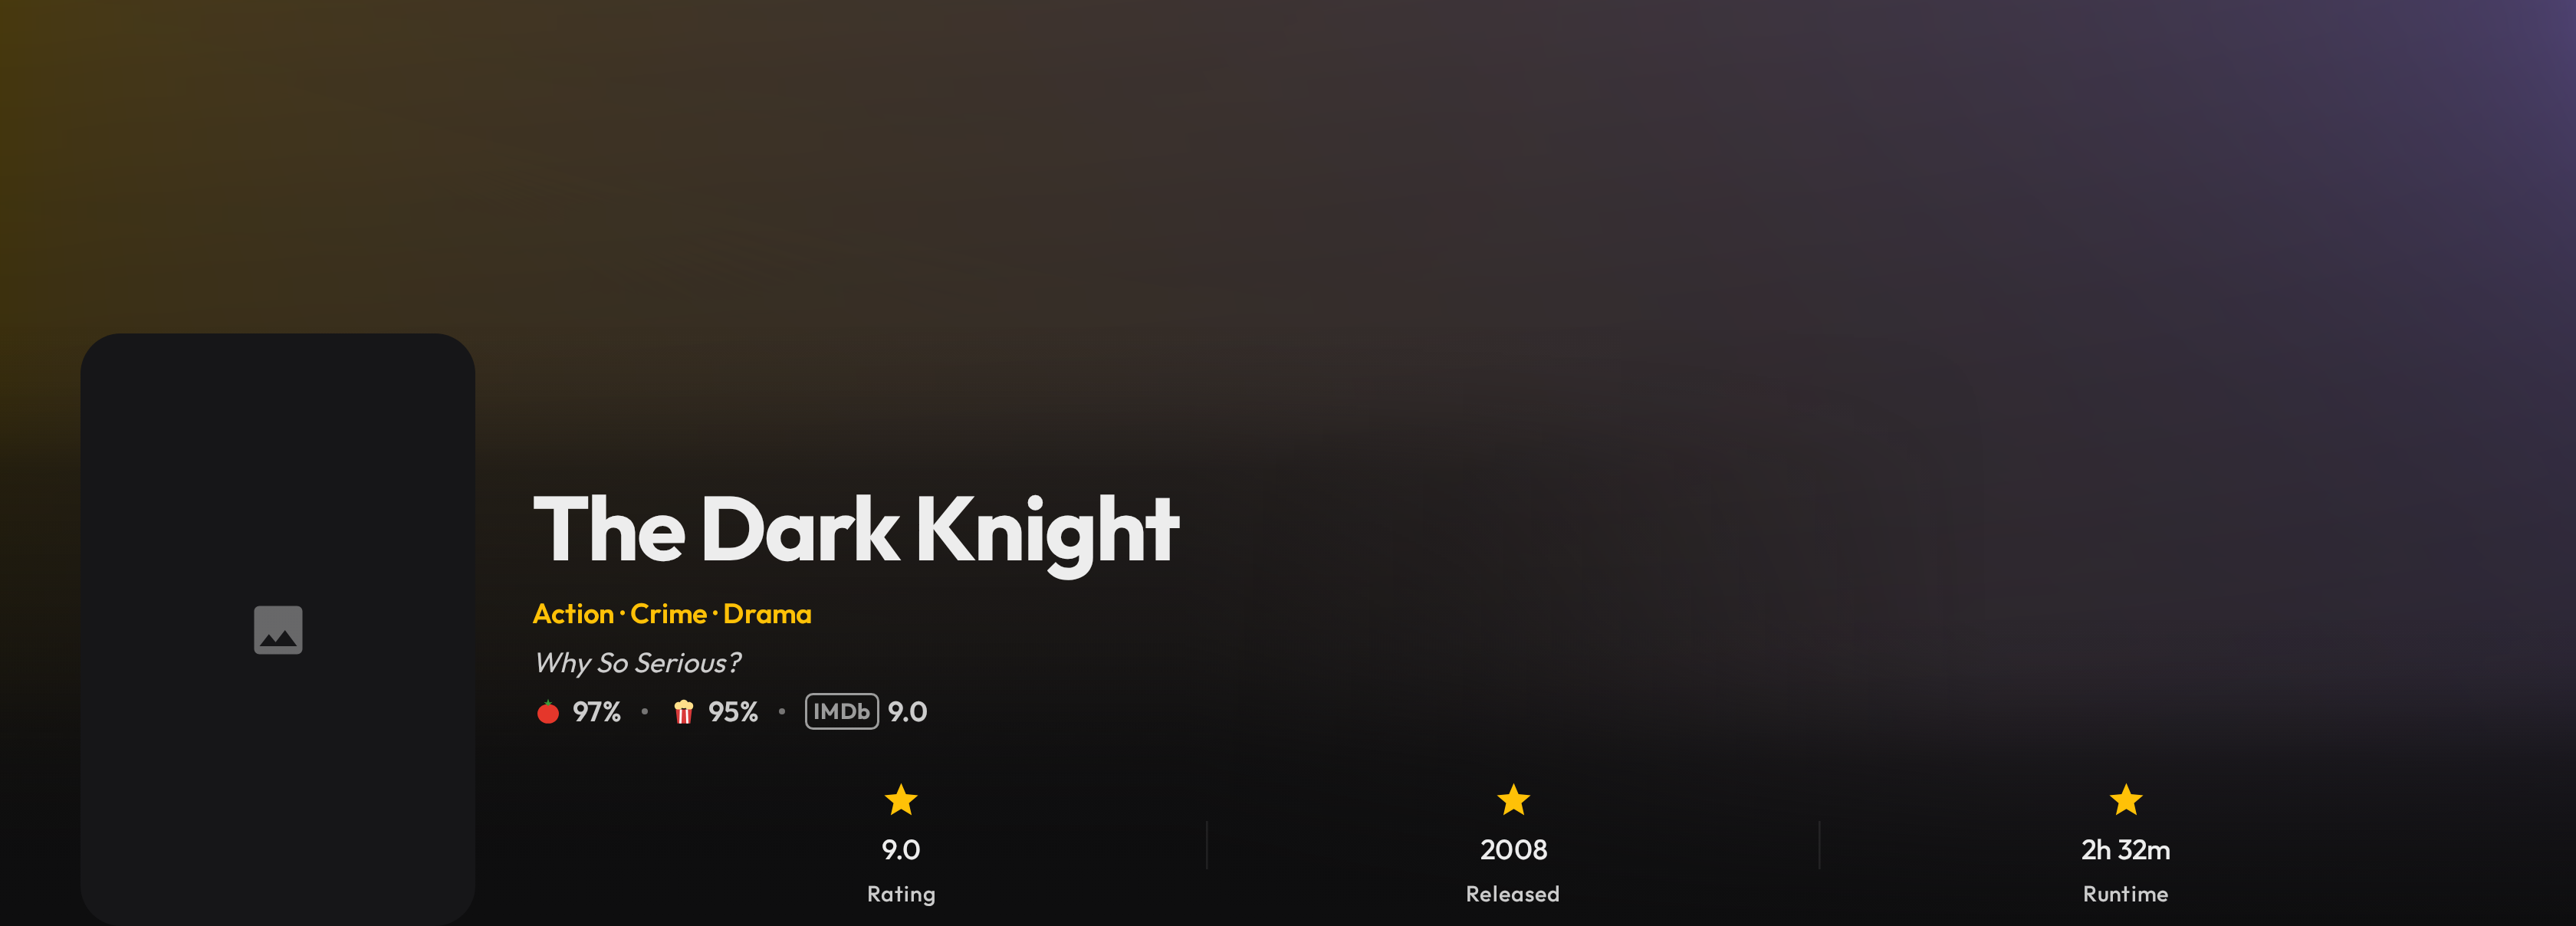 The Dark Knight
Action · Crime · Drama
Why So Serious?
97% • 95% • IMDb 9.0
9.0 2008 2h 32m
Rating Released Runtime